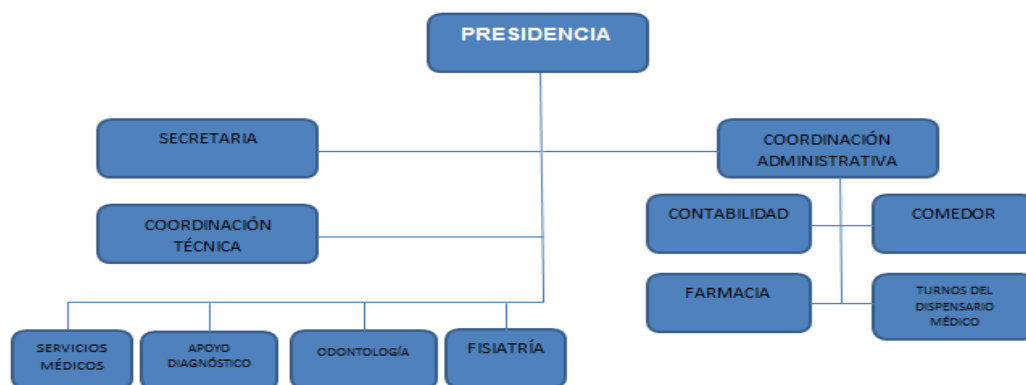 PRESIDENCIA
SECRETARIA
COORDINACIÓN
ADMINISTRATIVA
COORDINACIÓN
TÉCNICA
CONTABILIDAD
COMEDOR
FARMACIA
TURNOS DEL
DISPENSARIO
MÉDICO
SERVICIOS
MÉDICOS
APOYO
DIAGNÓSTICO
ODONTOLOGÍA
FISIATRÍA